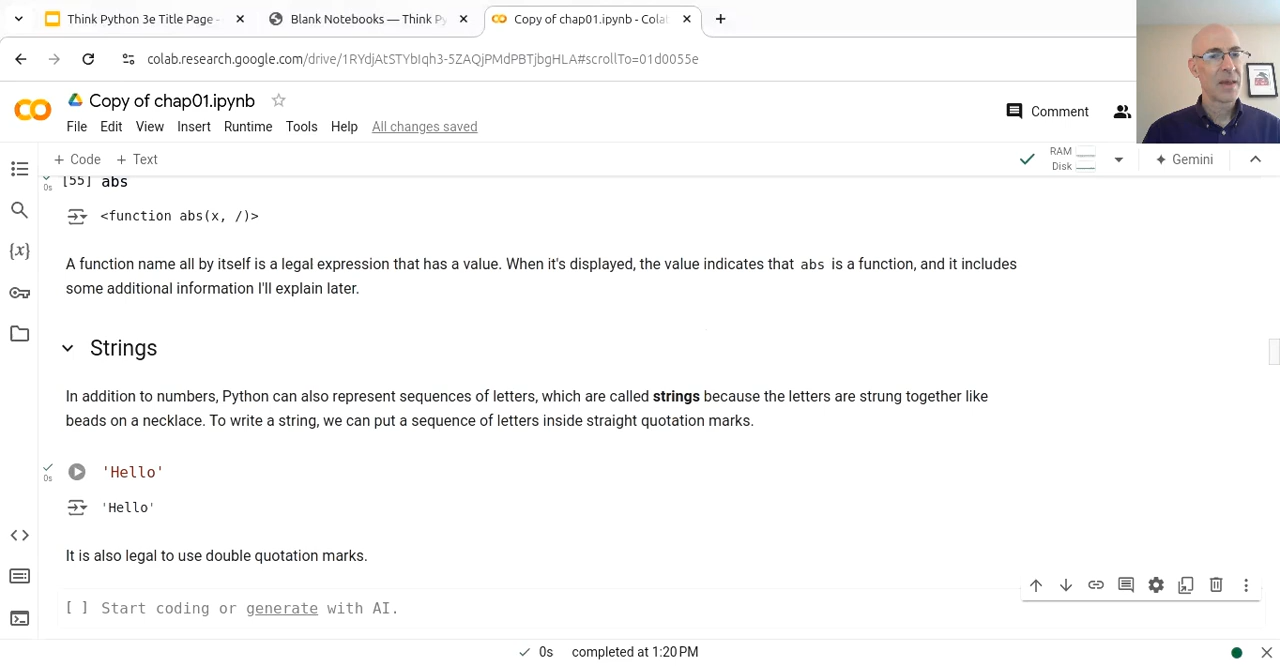 Think Python 3e Title Page -
Blank Notebooks — Think Py
Copy of chap01.ipynb - Colab
colab.research.google.com/drive/1RYdjAtSTYbIqh3-5ZAQjPMdPBTjbgHLA#scrollTo=01d0055e
Copy of chap01.ipynb
Comment
File Edit View Insert Runtime Tools Help All changes saved
+ Code + Text
RAM
Disk
Gemini
[55] abs
0s
<function abs(x, /)>
A function name all by itself is a legal expression that has a value. When it's displayed, the value indicates that abs is a function, and it includes
some additional information I'll explain later.
Strings
In addition to numbers, Python can also represent sequences of letters, which are called strings because the letters are strung together like
beads on a necklace. To write a string, we can put a sequence of letters inside straight quotation marks.
'Hello'
0s
'Hello'
It is also legal to use double quotation marks.
[ ] Start coding or generate with AI.
0s completed at 1:20 PM